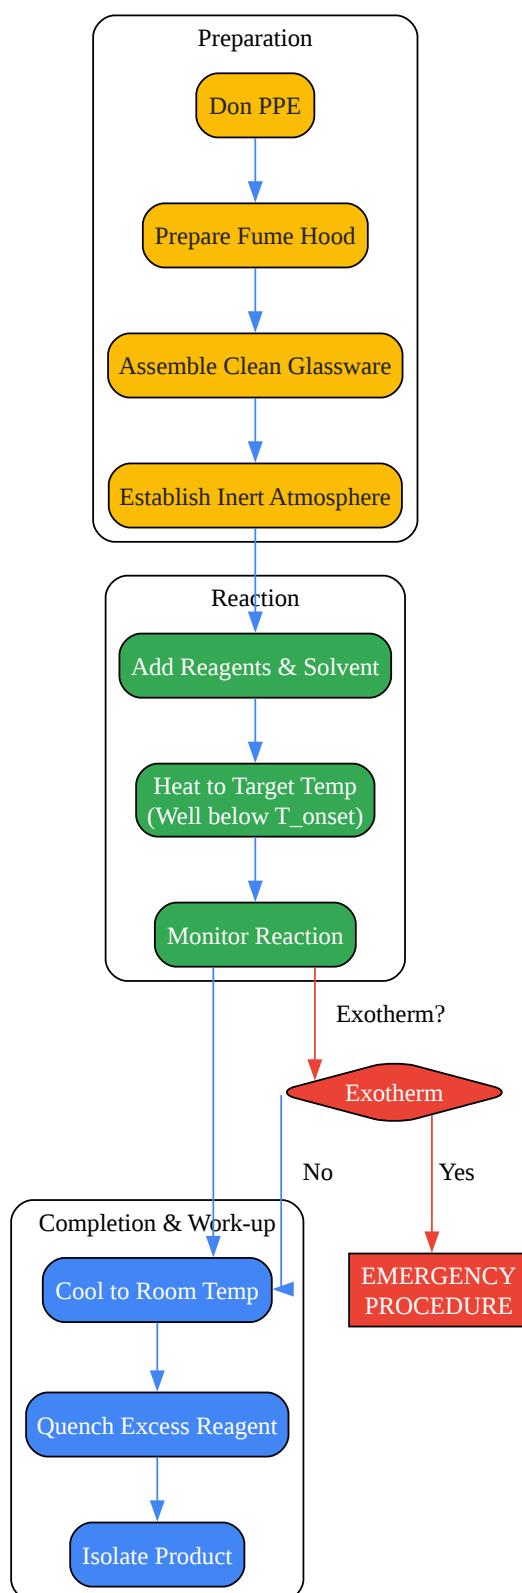 Preparation
Don PPE
Prepare Fume Hood
Assemble Clean Glassware
Establish Inert Atmosphere
Reaction
Add Reagents & Solvent
Heat to Target Temp
(Well below T_onset)
Monitor Reaction
Exotherm?
Exotherm
No
Yes
Completion & Work-up
Cool to Room Temp
EMERGENCY
PROCEDURE
Quench Excess Reagent
Isolate Product